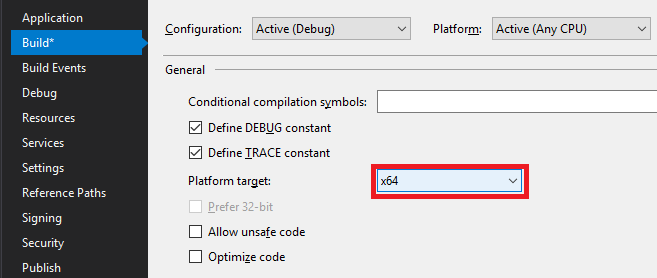 Application
Build*
Build Events
Debug
Resources
Services
Settings
Reference Paths
Signing
Security
Publish
Configuration: Active (Debug) Platform: Active (Any CPU)
General
Conditional compilation symbols:
Define DEBUG constant
Define TRACE constant
Platform target: x64
Prefer 32-bit
Allow unsafe code
Optimize code